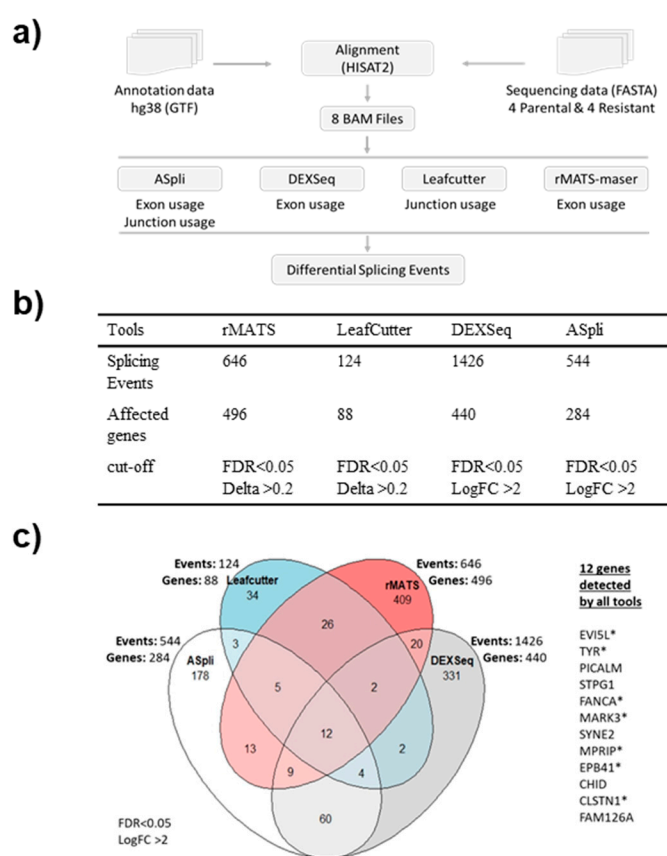 a)
Annotation data
hg38 (GTF)
Alignment
(HISAT2)
Sequencing data (FASTA)
4 Parental & 4 Resistant
8 BAM Files
ASpli
Exon usage
Junction usage
DEXSeq
Exon usage
Leafcutter
Junction usage
rMATS-maser
Exon usage
Differential Splicing Events
b)
Tools rMATS LeafCutter DEXSeq ASpli
Splicing 646 124 1426 544
Events
Affected 496 88 440 284
genes
cut-off FDR<0.05 FDR<0.05 FDR<0.05 FDR<0.05
Delta >0.2 Delta >0.2 LogFC >2 LogFC >2
c)
Events: 124
Genes: 88
Leafcutter
34
Events: 646
Genes: 496
rMATS
409
Events: 544
Genes: 284
ASpli
178
Events: 1426
Genes: 440
DEXSeq
331
26
3
20
5
2
12
13
9
4
2
60
FDR<0.05
LogFC >2
12 genes
detected
by all tools
EVI5L*
TYR*
PICALM
STPG1
FANCA*
MARK3*
SYNE2
MPRIP*
EPB41*
CHID
CLSTN1*
FAM126A